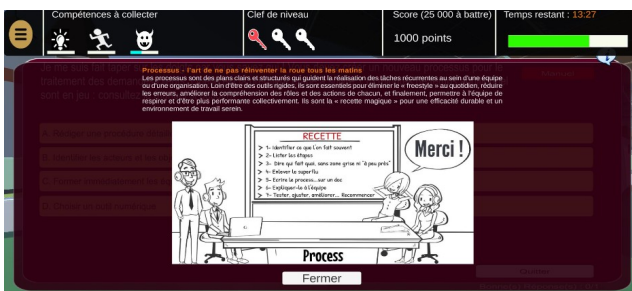 Compétences à collecter
Clef de niveau
Score (25 000 à battre)
Temps restant : 13:27
1000 points
Processus - l'art de ne pas réinventer la roue tous les matins
Les processus sont des plans clairs et structurés qui guident la réalisation des tâches récurrentes au sein d'une équipe
ou d'une organisation. Loin d'être des outils rigides, ils sont essentiels pour éliminer le « freestyle » au quotidien, réduire
les erreurs, améliorer la compréhension des rôles et des actions de chacun, et finalement, permettre à l'équipe de
respirer et d'être plus performante collectivement. Ils sont la « recette magique » pour une efficacité durable et un
environnement de travail serein.
RECETTE
> 1- Identifier ce que l'on fait souvent
> 2- Lister les étapes
> 3- Dire qui fait quoi, sans zone grise ni "à peu près"
> 4- Enlever le superflu
> 5- Ecrire le process...sur un doc
> 6- Expliquer-le à l'équipe
> 7- Tester, ajuster, améliorer... Recommencer
Merci !
Process
Fermer